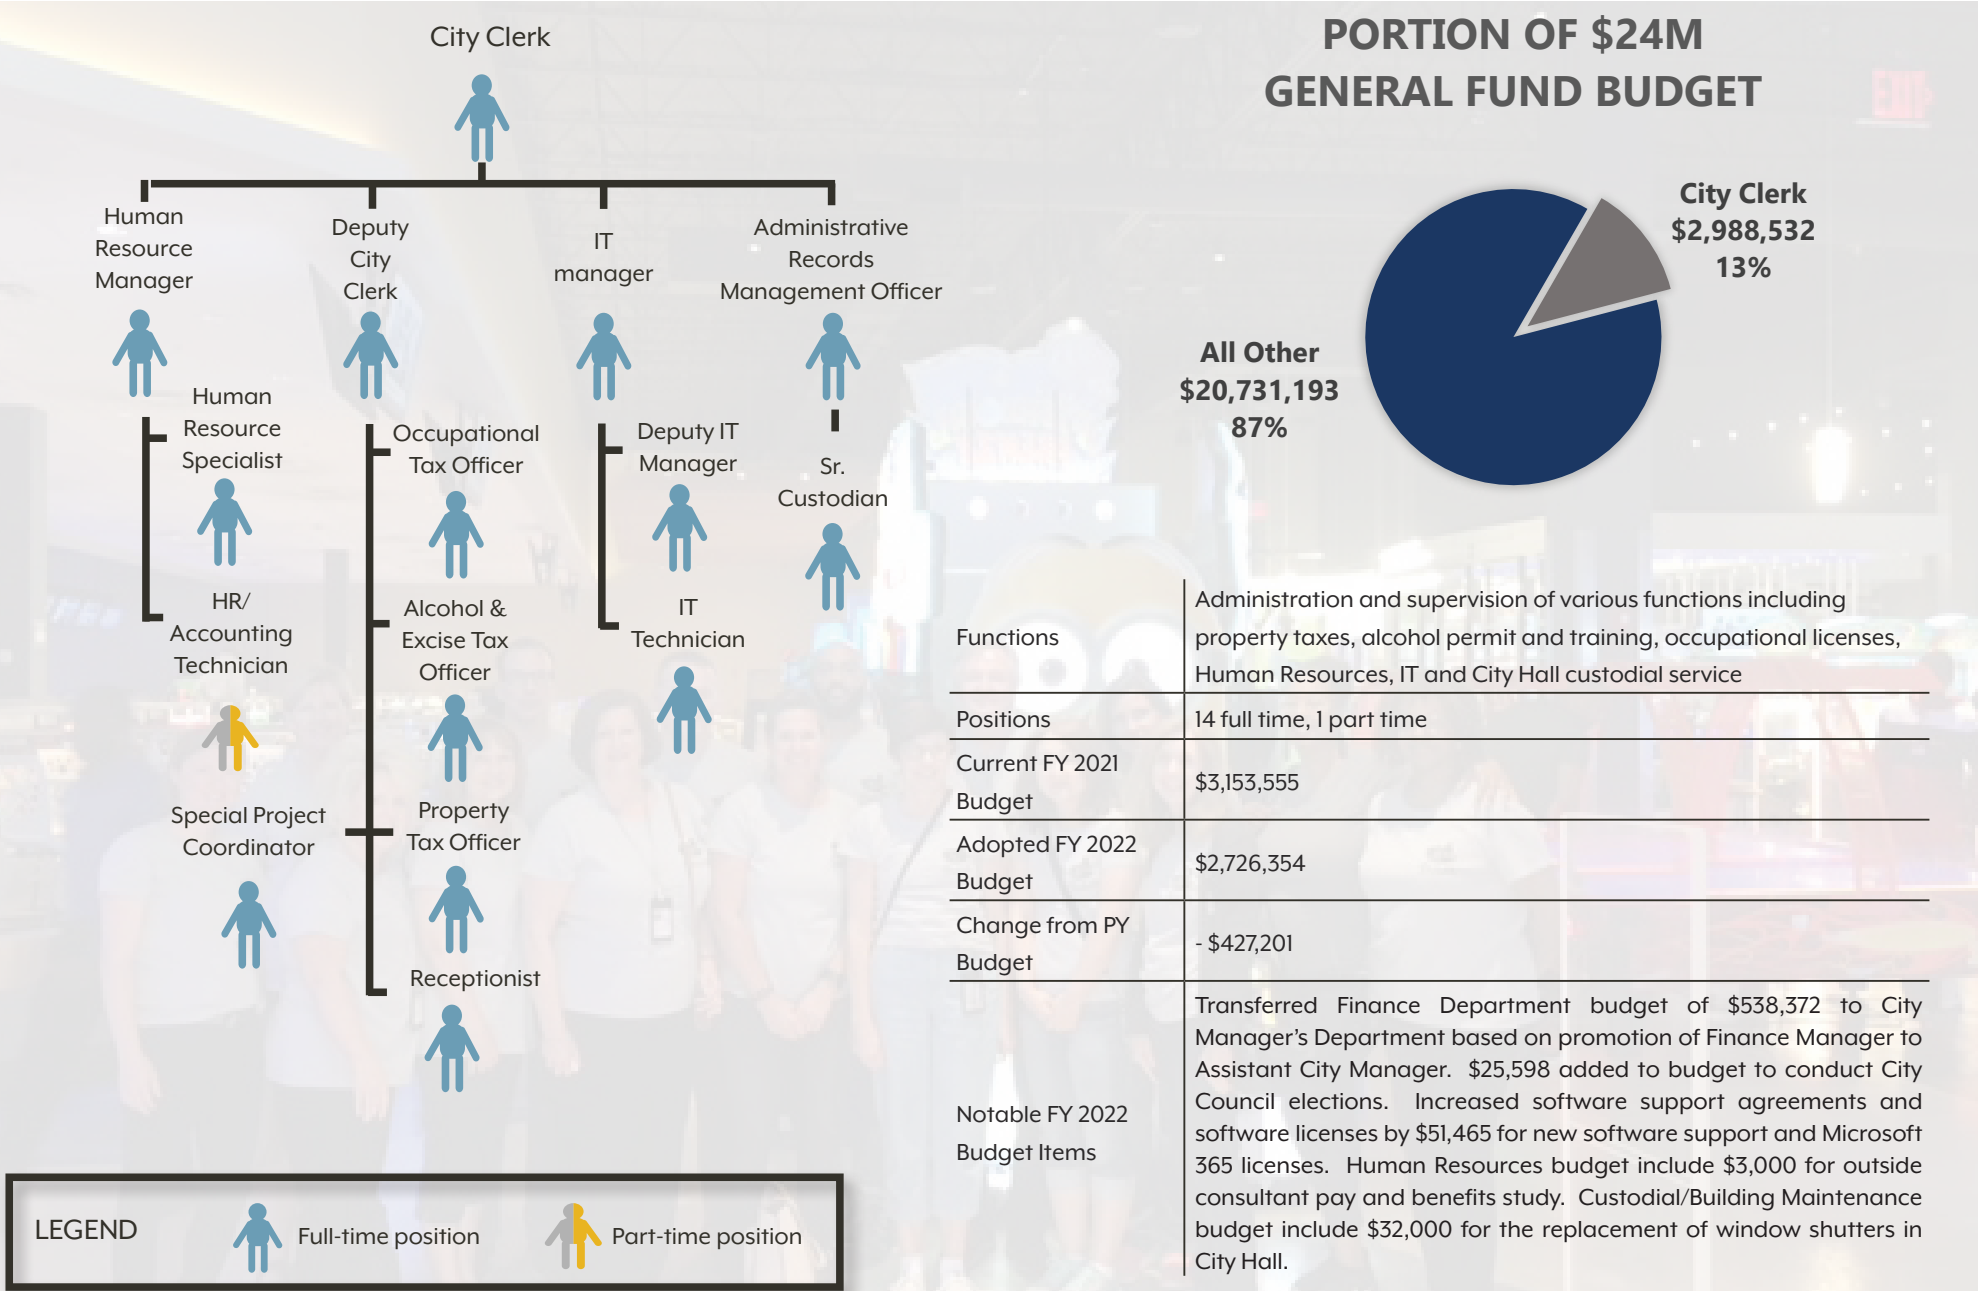 City Clerk
Human
Resource
Manager
Deputy
City
Clerk
IT
manager
Administrative
Records
Management Officer
Human
Resource
Specialist
HR/
Accounting
Technician
Occupational
Tax Officer
Alcohol &
Excise Tax
Officer
Special Project
Coordinator
Property
Tax Officer
Receptionist
Deputy IT
Manager
IT
Technician
Sr.
Custodian
LEGEND
Full-time position
Part-time position
PORTION OF $24M
GENERAL FUND BUDGET
City Clerk
$2,988,532
13%
All Other
$20,731,193
87%
Functions
Administration and supervision of various functions including
property taxes, alcohol permit and training, occupational licenses,
Human Resources, IT and City Hall custodial service
Positions
14 full time, 1 part time
Current FY 2021
Budget
$3,153,555
Adopted FY 2022
Budget
$2,726,354
Change from PY
Budget
- $427,201
Notable FY 2022
Budget Items
Transferred Finance Department budget of $538,372 to City
Manager’s Department based on promotion of Finance Manager to
Assistant City Manager. $25,598 added to budget to conduct City
Council elections. Increased software support agreements and
software licenses by $51,465 for new software support and Microsoft
365 licenses. Human Resources budget include $3,000 for outside
consultant pay and benefits study. Custodial/Building Maintenance
budget include $32,000 for the replacement of window shutters in
City Hall.
EXIT